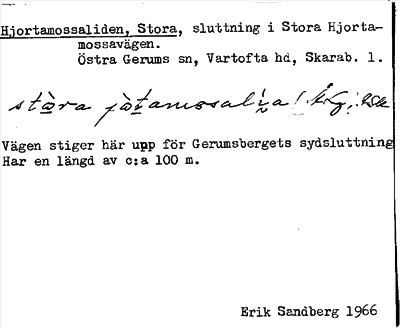 Hjortamossaliden, Stora, sluttning i Stora Hjorta-
mossavägen.
Östra Gerums sn, Vartofta hd, Skarab. l.
Vägen stiger här upp för Gerumsbergets sydsluttning
Har en längd av c:a 100 m.
Erik Sandberg 1966